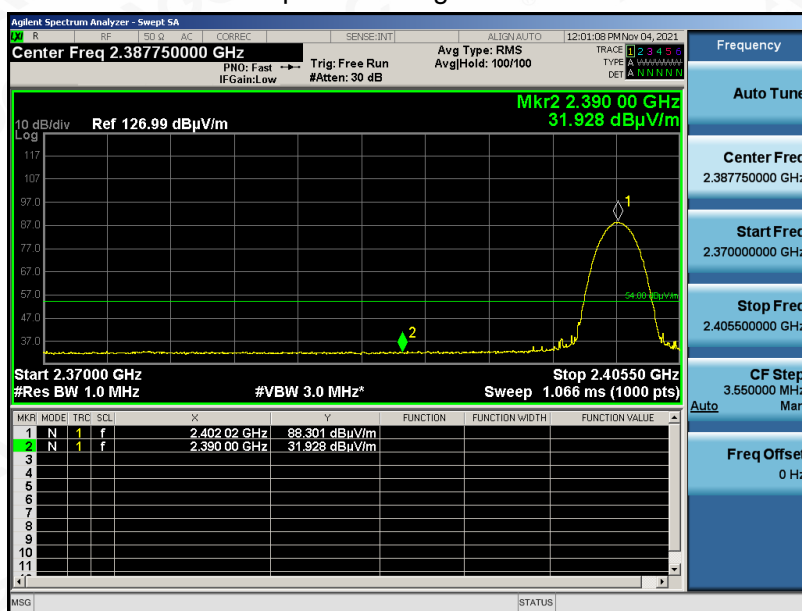 Agilent Spectrum Analyzer - Swept SA
LXI R RF 50 Ω AC CORREC SENSE:INT ALIGN AUTO 12:01:08 PM Nov 04, 2021
Center Freq 2.387750000 GHz
PNO: Fast
IFGain:Low
Trig: Free Run
#Atten: 30 dB
Avg Type: RMS
Avg|Hold: 100/100
TRACE 1 2 3 4 5 6
TYPE A WWWWW
DET A N N N N N
Frequency
Mkr2 2.390 00 GHz
31.928 dBµV/m
10 dB/div Ref 126.99 dBµV/m
Log
117
107
97.0
87.0
77.0
67.0
57.0
47.0
37.0
1
2
54.00 dBµV/m
Start 2.37000 GHz Stop 2.40550 GHz
#Res BW 1.0 MHz #VBW 3.0 MHz* Sweep 1.066 ms (1000 pts)
MKR MODE TRC SCL X Y FUNCTION FUNCTION WIDTH FUNCTION VALUE
1 N 1 f 2.402 02 GHz 88.301 dBµV/m
2 N 1 f 2.390 00 GHz 31.928 dBµV/m
3
4
5
6
7
8
9
10
11
MSG STATUS
Auto Tune
Center Freq
2.387750000 GHz
Start Freq
2.370000000 GHz
Stop Freq
2.405500000 GHz
CF Step
3.550000 MHz
Auto Man
Freq Offset
0 Hz